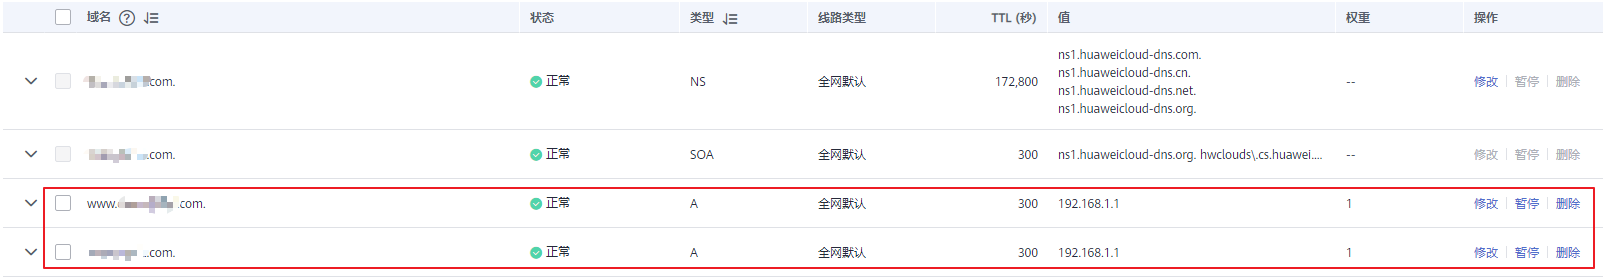 域名 ? 状态 类型 线路类型 TTL (秒) 值 权重 操作
.com. 正常 NS 全网默认 172,800 ns1.huaweicloud-dns.com. -- 修改 暂停 删除
ns1.huaweicloud-dns.cn.
ns1.huaweicloud-dns.net.
ns1.huaweicloud-dns.org.
.com. 正常 SOA 全网默认 300 ns1.huaweicloud-dns.org. hwclouds\.cs.huawei.... -- 修改 暂停 删除
www. .com. 正常 A 全网默认 300 192.168.1.1 1 修改 暂停 删除
.com. 正常 A 全网默认 300 192.168.1.1 1 修改 暂停 删除